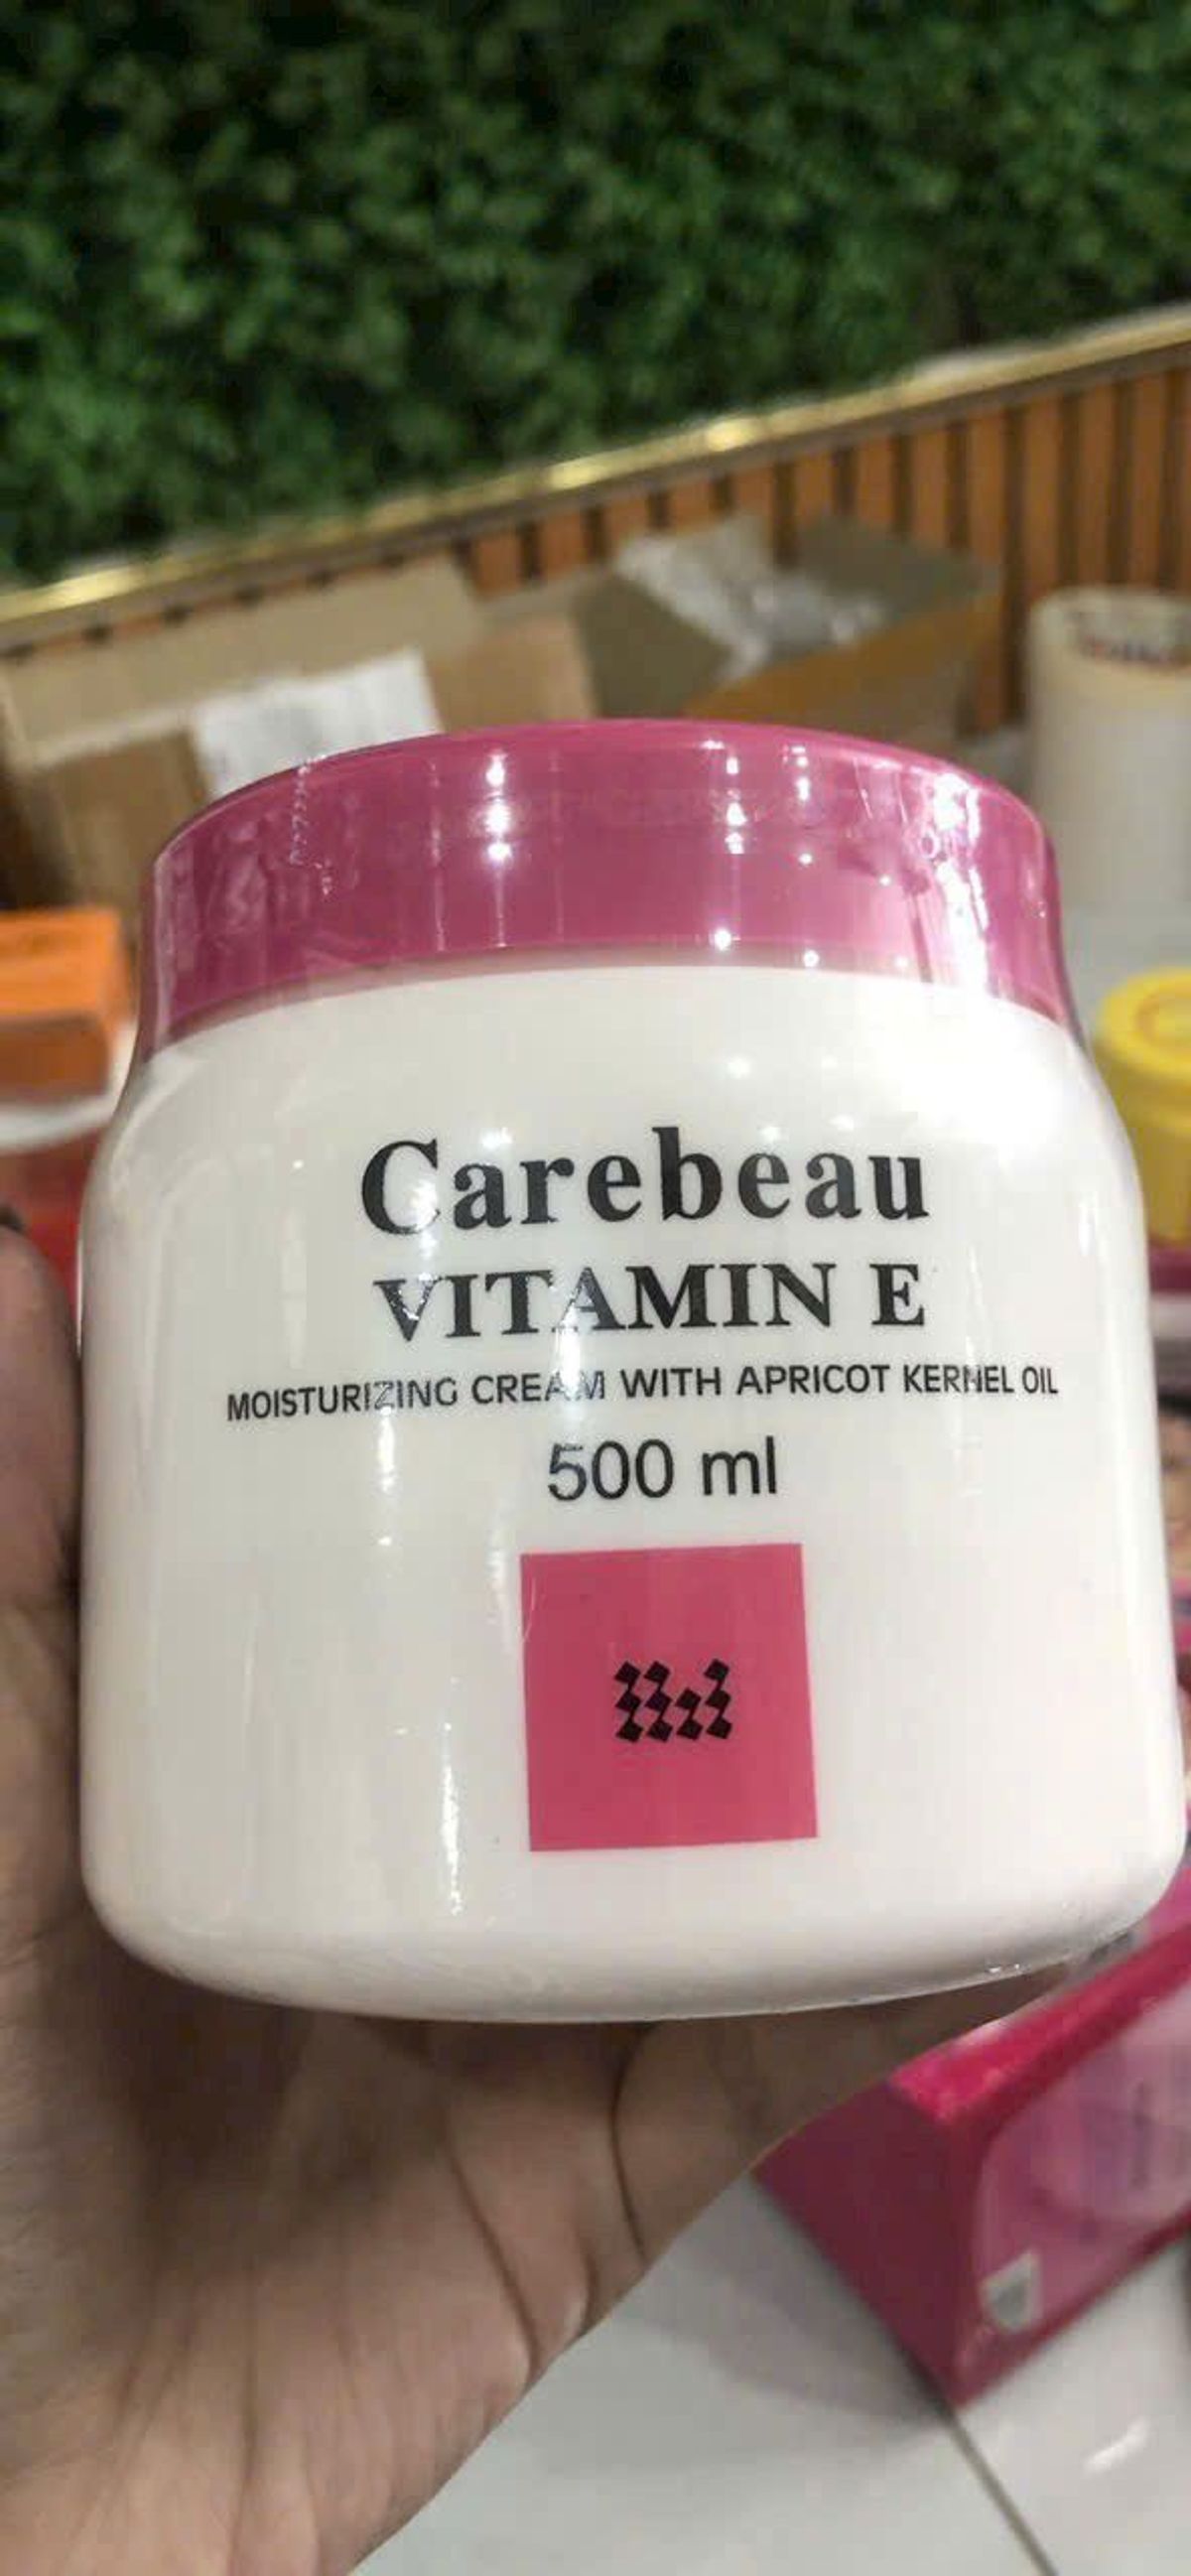 Carebeau
VITAMIN E
MOISTURIZING CREAM WITH APRICOT KERNEL OIL
500 ml